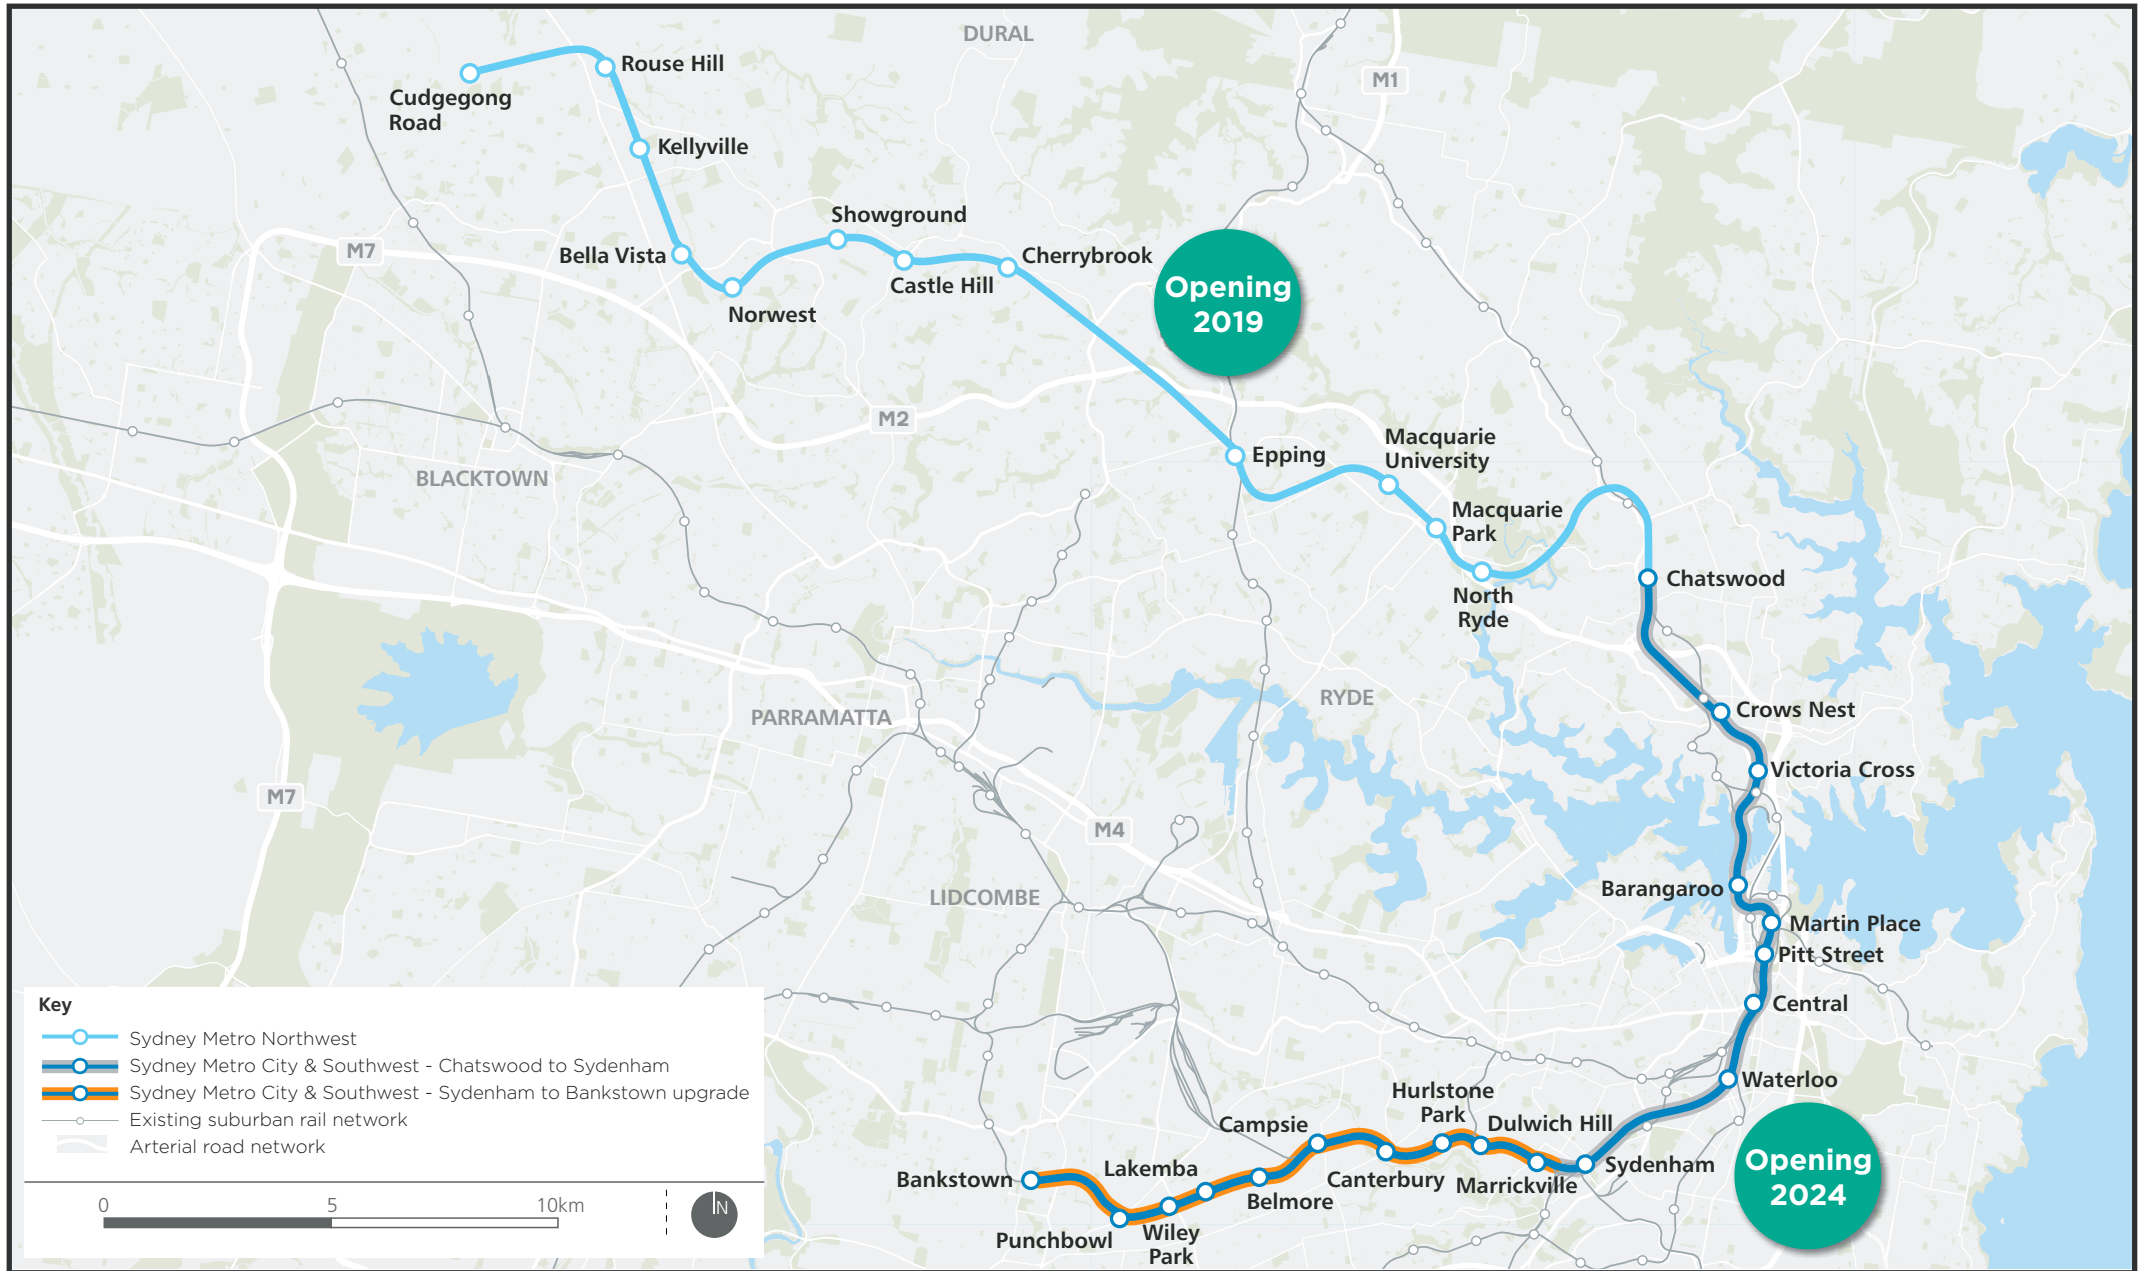 DURAL
M1
Rouse Hill
Cudgegong
Road
Kellyville
Showground
M7
Bella Vista
Cherrybrook
Castle Hill
Norwest
Opening
2019
M2
Macquarie
University
Epping
BLACKTOWN
Macquarie
Park
Chatswood
North
Ryde
RYDE
Crows Nest
PARRAMATTA
Victoria Cross
M7
M4
Barangaroo
LIDCOMBE
Martin Place
Pitt Street
Central
Waterloo
Hurlstone
Park
Campsie
Dulwich Hill
Lakemba
Sydenham
Bankstown
Canterbury
Marrickville
Belmore
Punchbowl
Wiley
Park
Opening
2024
Key
Sydney Metro Northwest
Sydney Metro City & Southwest - Chatswood to Sydenham
Sydney Metro City & Southwest - Sydenham to Bankstown upgrade
Existing suburban rail network
Arterial road network
0 5 10km
N